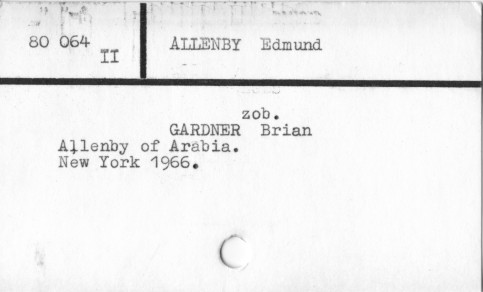 80 064
II
ALLENBY Edmund
zob.
GARDNER Brian
Allenby of Arabia.
New York 1966.